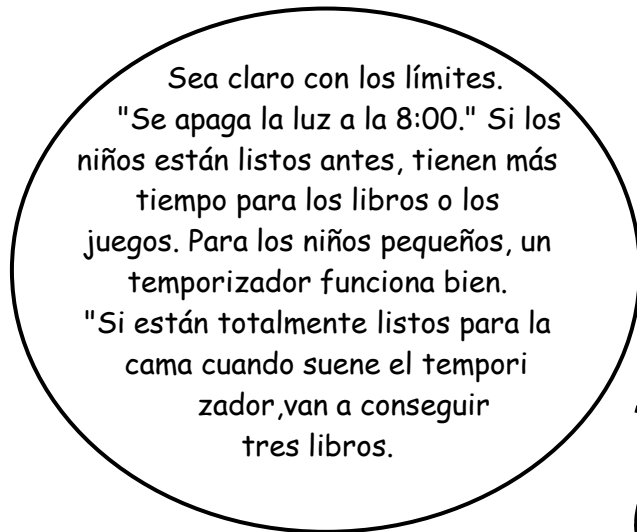 Sea claro con los límites.
"Se apaga la luz a la 8:00." Si los
niños están listos antes, tienen más
tiempo para los libros o los
juegos. Para los niños pequeños, un
temporizador funciona bien.
"Si están totalmente listos para la
cama cuando suene el tempori
zador,van a conseguir
tres libros.